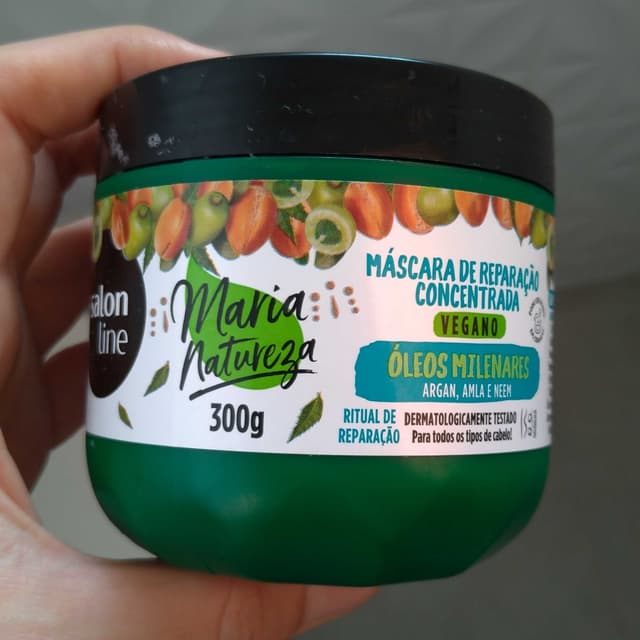 salon
line
Maria
Natureza
300g
MÁSCARA DE REPARAÇÃO
CONCENTRADA
VEGANO
ÓLEOS MILENARES
ARGAN, AMLA E NEEM
RITUAL DE
REPARAÇÃO
DERMATOLOGICAMENTE TESTADO
Para todos os tipos de cabelo!